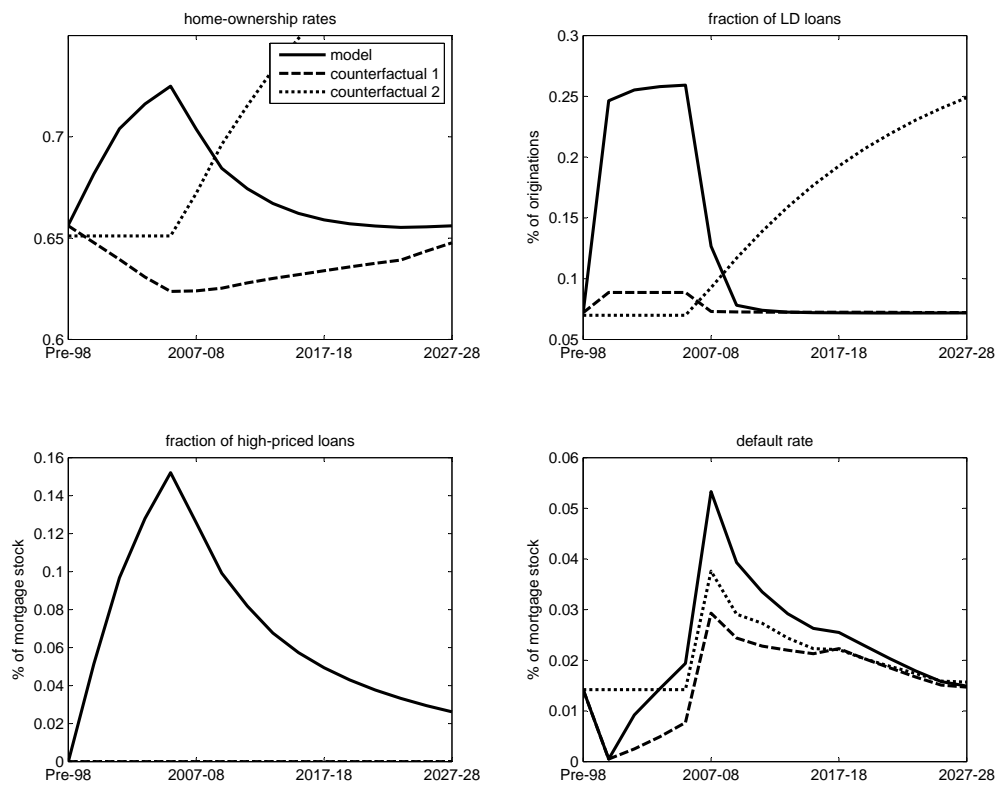 home-ownership rates
model
counterfactual 1
counterfactual 2
0.7
0.65
0.6
Pre-98 2007-08 2017-18 2027-28
fraction of LD loans
% of originations
0.3
0.25
0.2
0.15
0.1
0.05
Pre-98 2007-08 2017-18 2027-28
fraction of high-priced loans
% of mortgage stock
0.16
0.14
0.12
0.1
0.08
0.06
0.04
0.02
0
Pre-98 2007-08 2017-18 2027-28
default rate
% of mortgage stock
0.06
0.05
0.04
0.03
0.02
0.01
0
Pre-98 2007-08 2017-18 2027-28